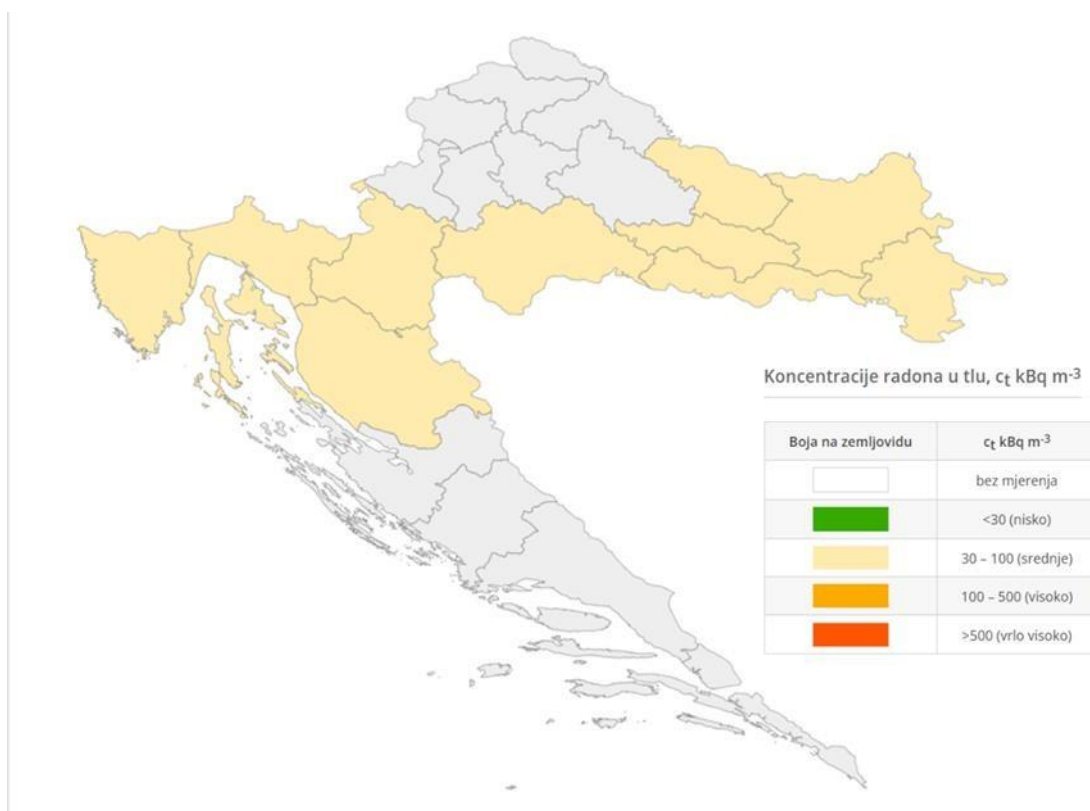 Koncentracije radona u tlu, cₜ kBq m⁻³
Boja na zemljovidu cₜ kBq m⁻³
bez mjerenja
<30 (nisko)
30 – 100 (srednje)
100 – 500 (visoko)
>500 (vrlo visoko)